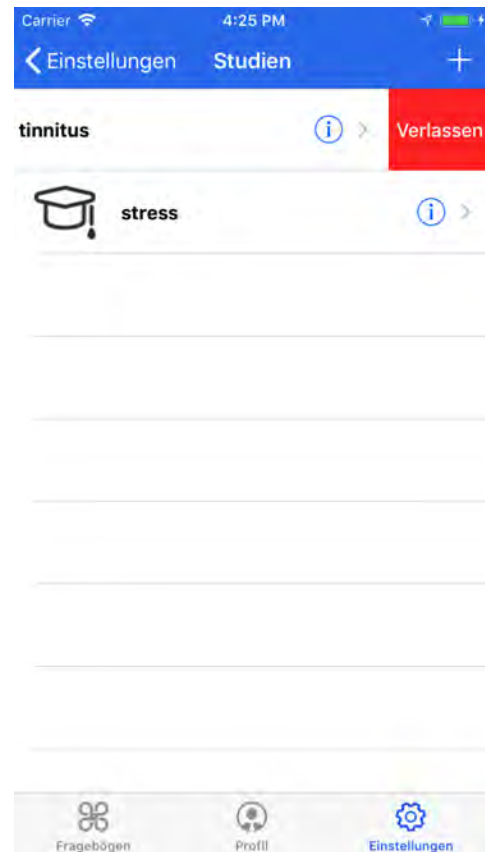 Carrier 4:25 PM
Einstellungen Studien +
tinnitus Verlassen
stress
Fragebögen Profil Einstellungen